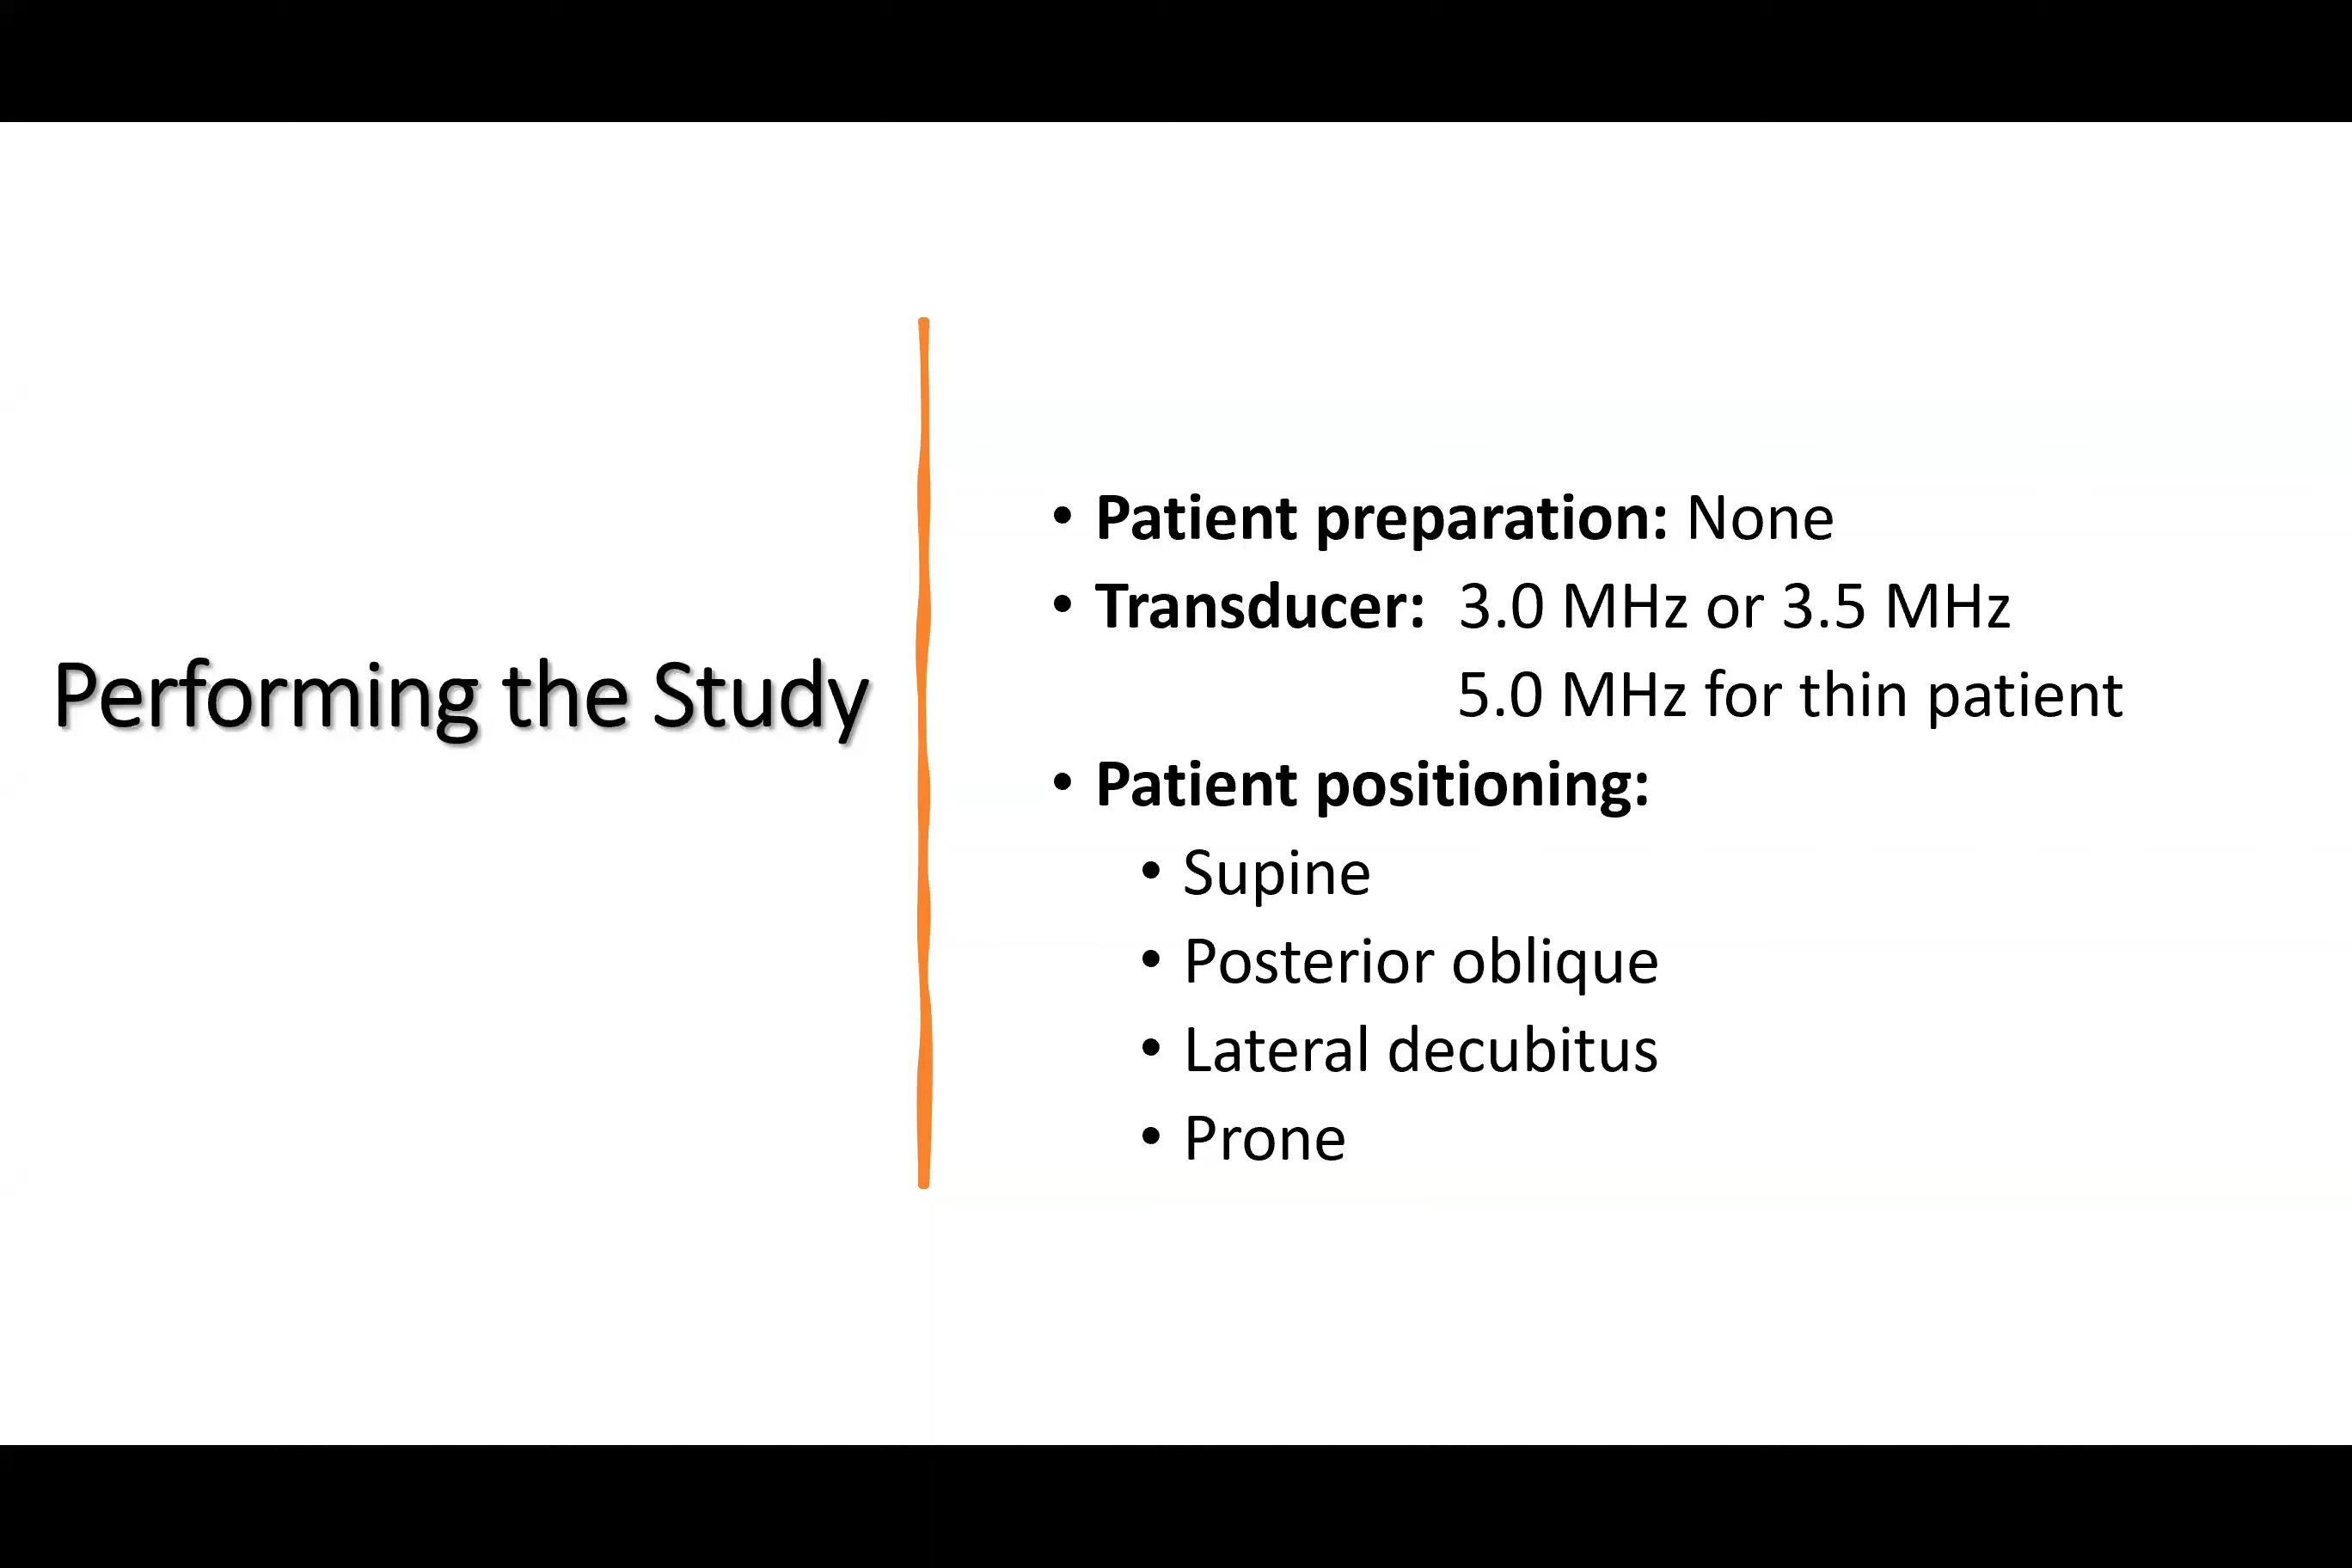 Performing the Study
• Patient preparation: None
• Transducer: 3.0 MHz or 3.5 MHz
5.0 MHz for thin patient
• Patient positioning:
• Supine
• Posterior oblique
• Lateral decubitus
• Prone